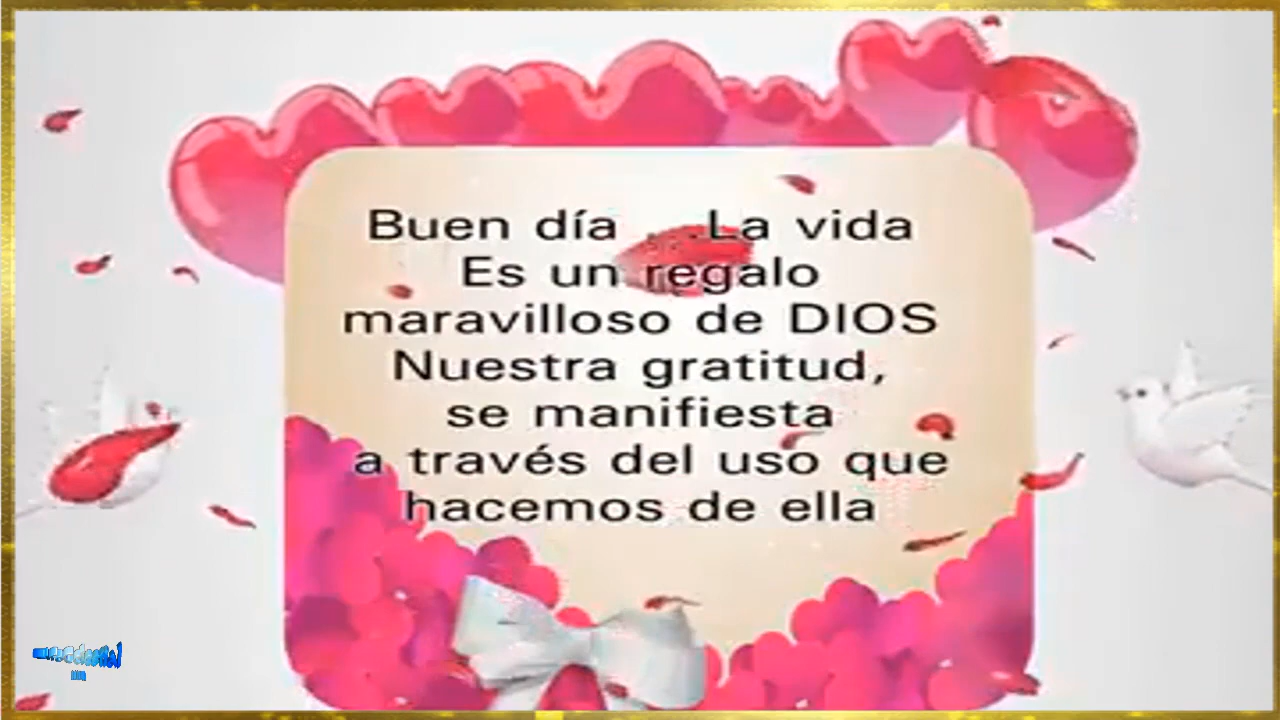 Buen día . . .La vida
Es un regalo
maravilloso de DIOS
Nuestra gratitud,
se manifiesta
a través del uso que
hacemos de ella